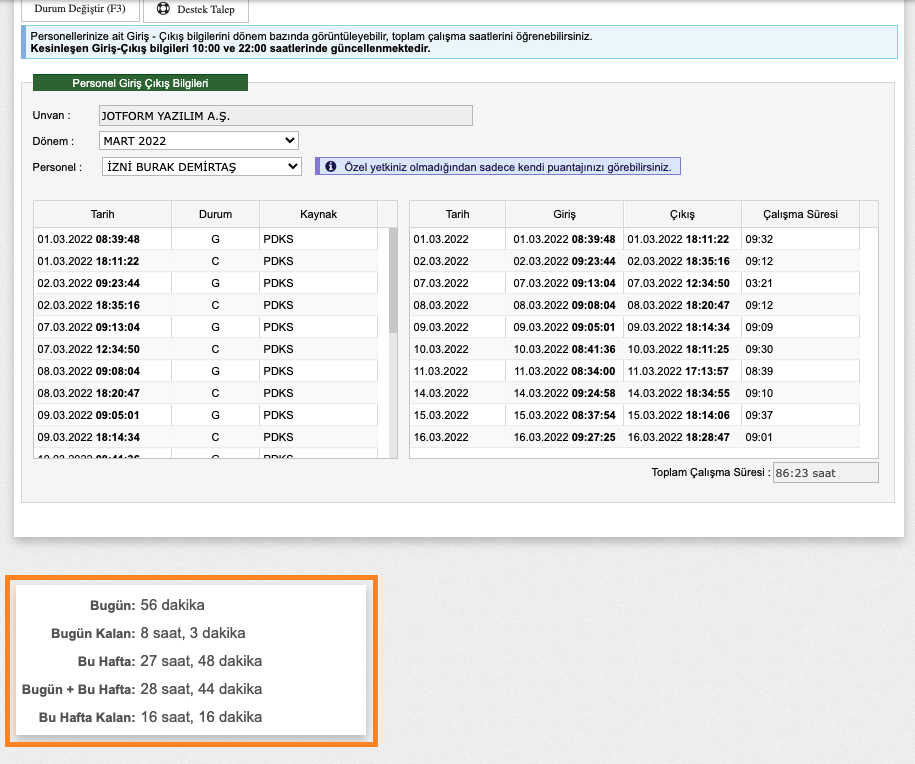 Durum Değiştir (F3) Destek Talep
Personellerinize ait Giriş - Çıkış bilgilerini dönem bazında görüntüleyebilir, toplam çalışma saatlerini öğrenebilirsiniz.
Kesinleşen Giriş-Çıkış bilgileri 10:00 ve 22:00 saatlerinde güncellenmektedir.
Personel Giriş Çıkış Bilgileri
Unvan : JOTFORM YAZILIM A.Ş.
Dönem : MART 2022
Personel : İZNİ BURAK DEMİRTAŞ Özel yetkiniz olmadığından sadece kendi puantajınızı görebilirsiniz.
Tarih Durum Kaynak
01.03.2022 08:39:48 G PDKS
01.03.2022 18:11:22 C PDKS
02.03.2022 09:23:44 G PDKS
02.03.2022 18:35:16 C PDKS
07.03.2022 09:13:04 G PDKS
07.03.2022 12:34:50 C PDKS
08.03.2022 09:08:04 G PDKS
08.03.2022 18:20:47 C PDKS
09.03.2022 09:05:01 G PDKS
09.03.2022 18:14:34 C PDKS
10.03.2022 08:41:36 G PDKS
Tarih Giriş Çıkış Çalışma Süresi
01.03.2022 01.03.2022 08:39:48 01.03.2022 18:11:22 09:32
02.03.2022 02.03.2022 09:23:44 02.03.2022 18:35:16 09:12
07.03.2022 07.03.2022 09:13:04 07.03.2022 12:34:50 03:21
08.03.2022 08.03.2022 09:08:04 08.03.2022 18:20:47 09:12
09.03.2022 09.03.2022 09:05:01 09.03.2022 18:14:34 09:09
10.03.2022 10.03.2022 08:41:36 10.03.2022 18:11:25 09:30
11.03.2022 11.03.2022 08:34:00 11.03.2022 17:13:57 08:39
14.03.2022 14.03.2022 09:24:58 14.03.2022 18:34:55 09:10
15.03.2022 15.03.2022 08:37:54 15.03.2022 18:14:06 09:37
16.03.2022 16.03.2022 09:27:25 16.03.2022 18:28:47 09:01
Toplam Çalışma Süresi : 86:23 saat
Bugün: 56 dakika
Bugün Kalan: 8 saat, 3 dakika
Bu Hafta: 27 saat, 48 dakika
Bugün + Bu Hafta: 28 saat, 44 dakika
Bu Hafta Kalan: 16 saat, 16 dakika